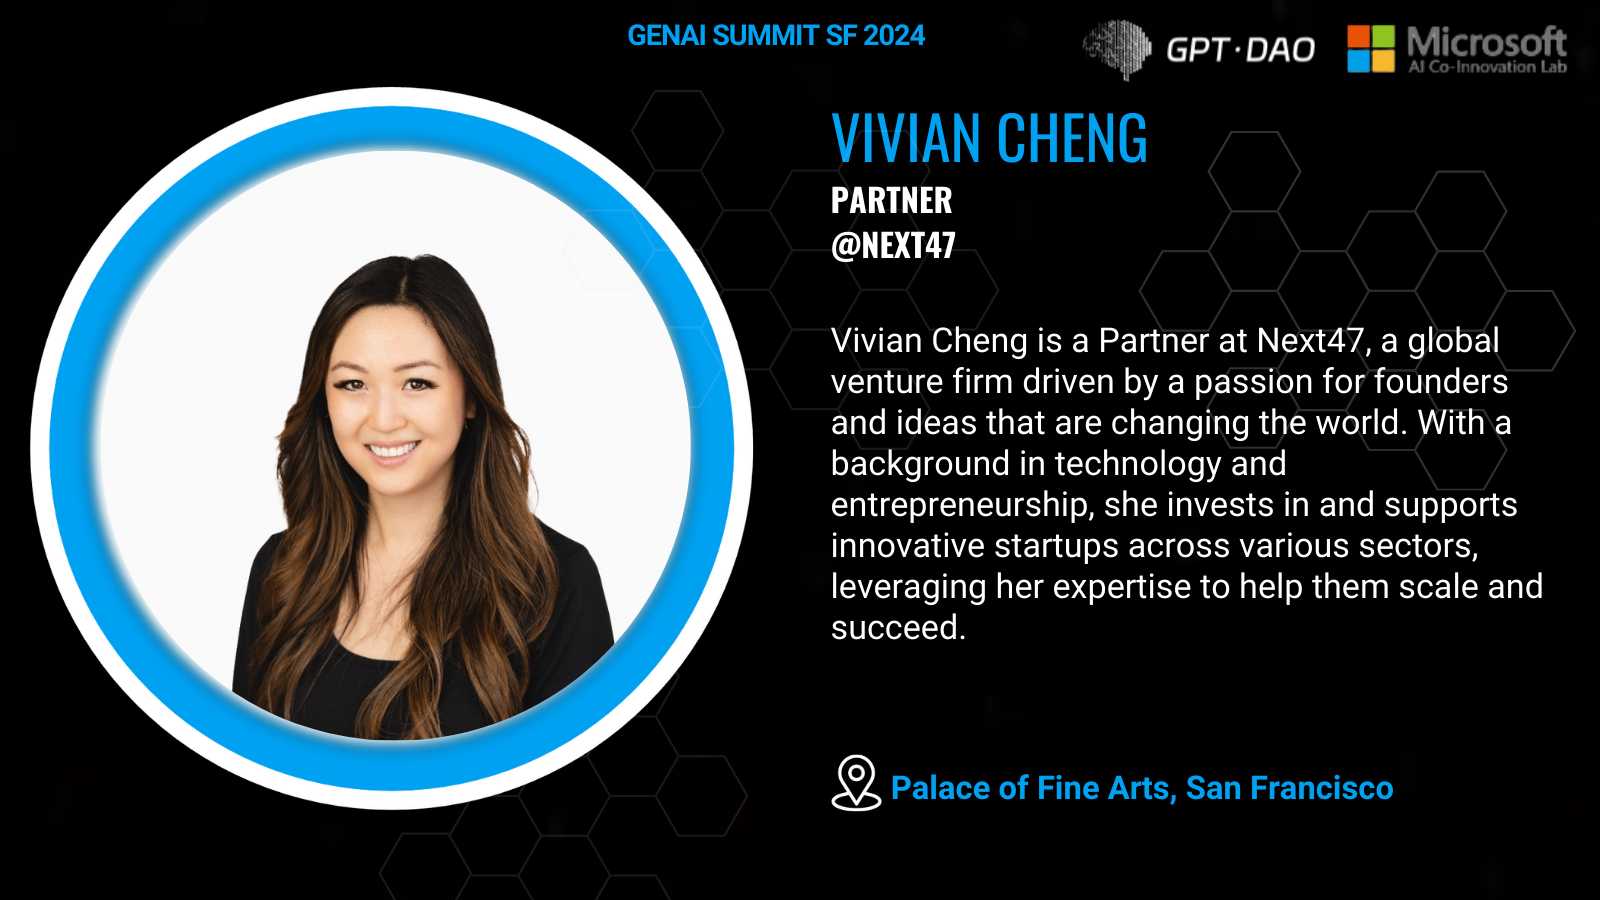 GENAI SUMMIT SF 2024
GPT·DAO
Microsoft
AI Co-Innovation Lab
VIVIAN CHENG
PARTNER
@NEXT47
Vivian Cheng is a Partner at Next47, a global
venture firm driven by a passion for founders
and ideas that are changing the world. With a
background in technology and
entrepreneurship, she invests in and supports
innovative startups across various sectors,
leveraging her expertise to help them scale and
succeed.
Palace of Fine Arts, San Francisco